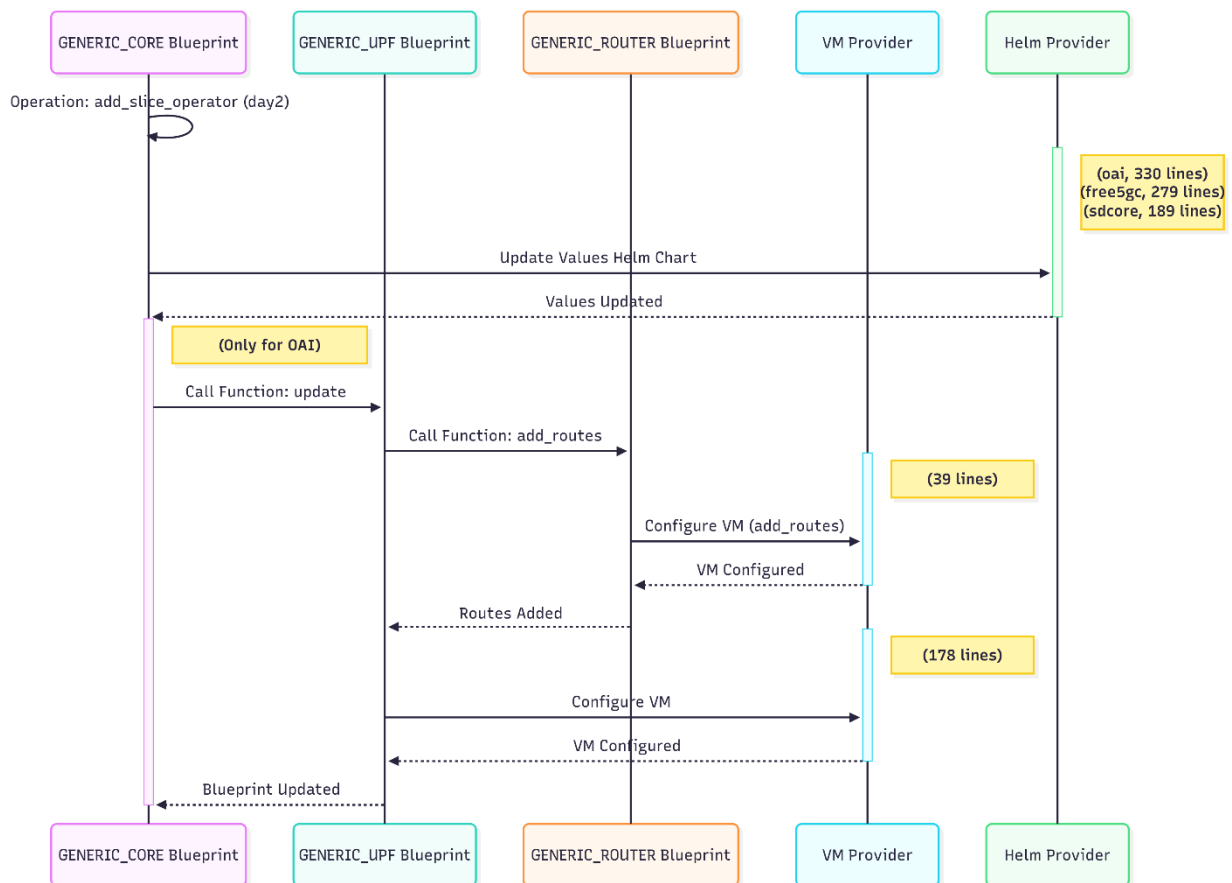 GENERIC_CORE Blueprint
GENERIC_UPF Blueprint
GENERIC_ROUTER Blueprint
VM Provider
Helm Provider
Operation: add_slice_operator (day2)
(oai, 330 lines)
(free5gc, 279 lines)
(sdcore, 189 lines)
Update Values Helm Chart
Values Updated
(Only for OAI)
Call Function: update
Call Function: add_routes
(39 lines)
Configure VM (add_routes)
VM Configured
Routes Added
(178 lines)
Configure VM
VM Configured
Blueprint Updated
GENERIC_CORE Blueprint
GENERIC_UPF Blueprint
GENERIC_ROUTER Blueprint
VM Provider
Helm Provider